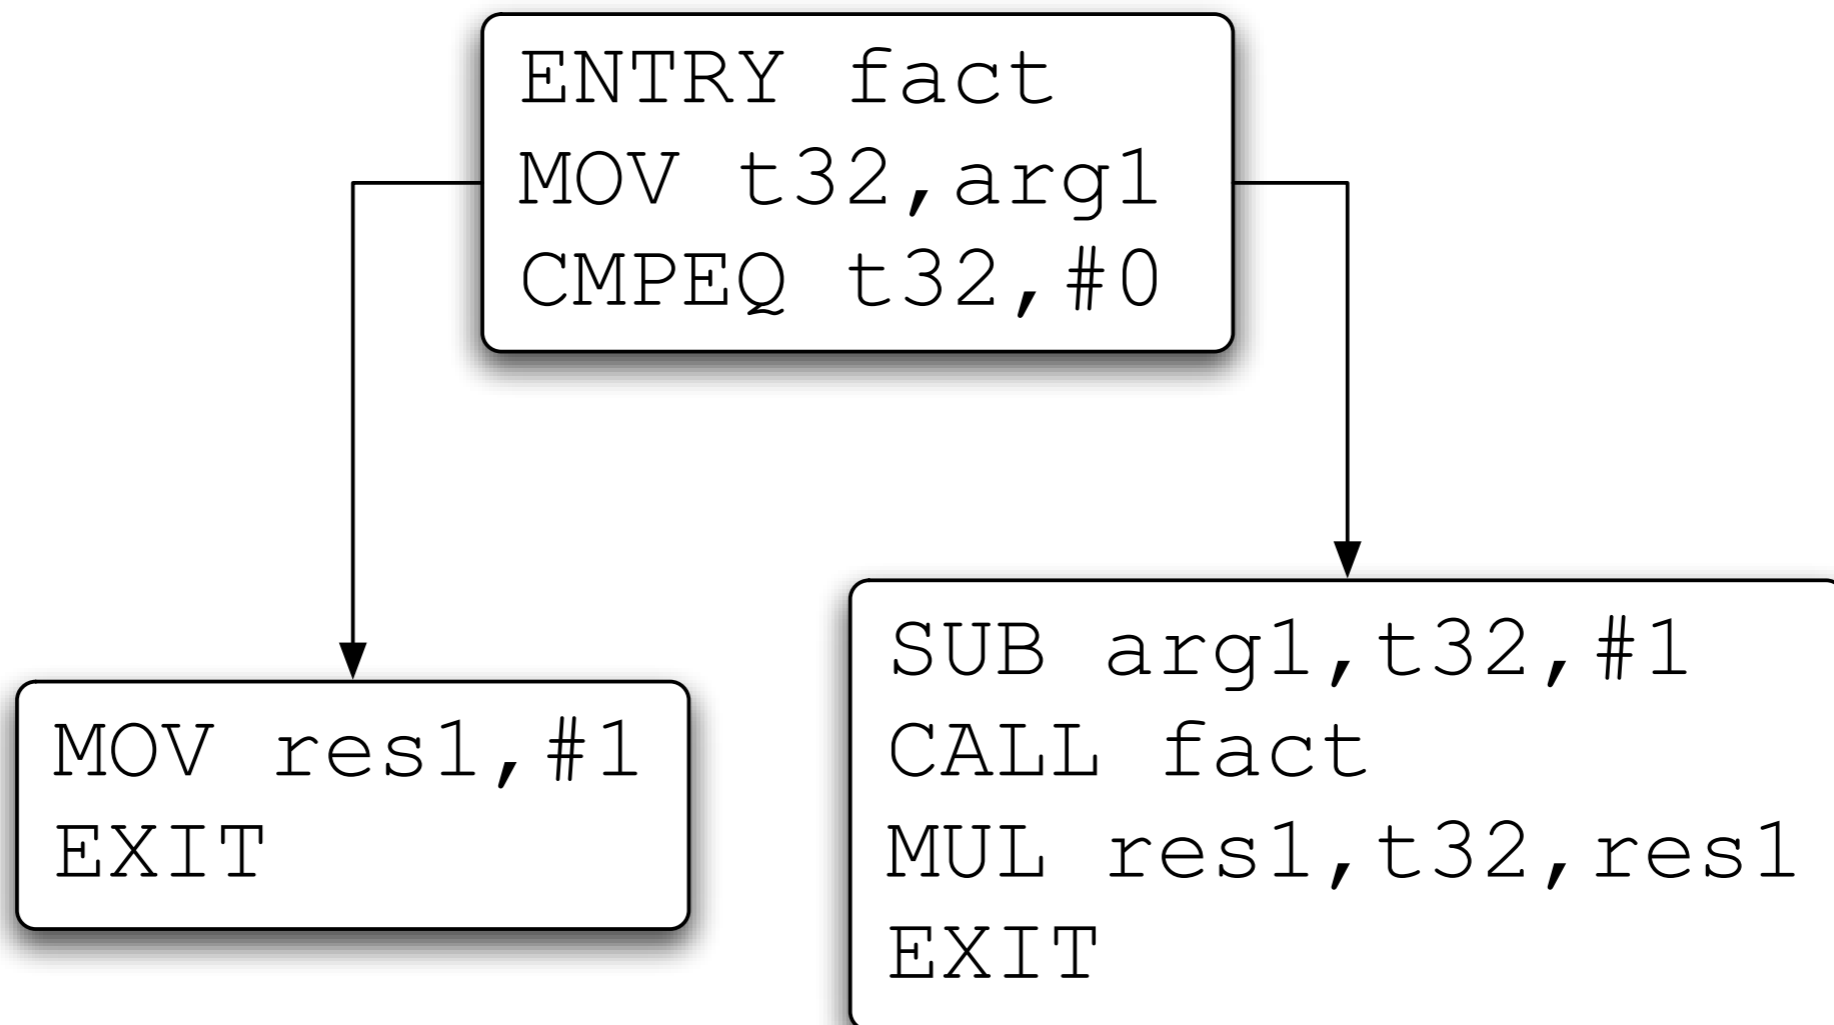 ENTRY fact
MOV t32,arg1
CMPEQ t32,#0
MOV res1,#1
EXIT
SUB arg1,t32,#1
CALL fact
MUL res1,t32,res1
EXIT